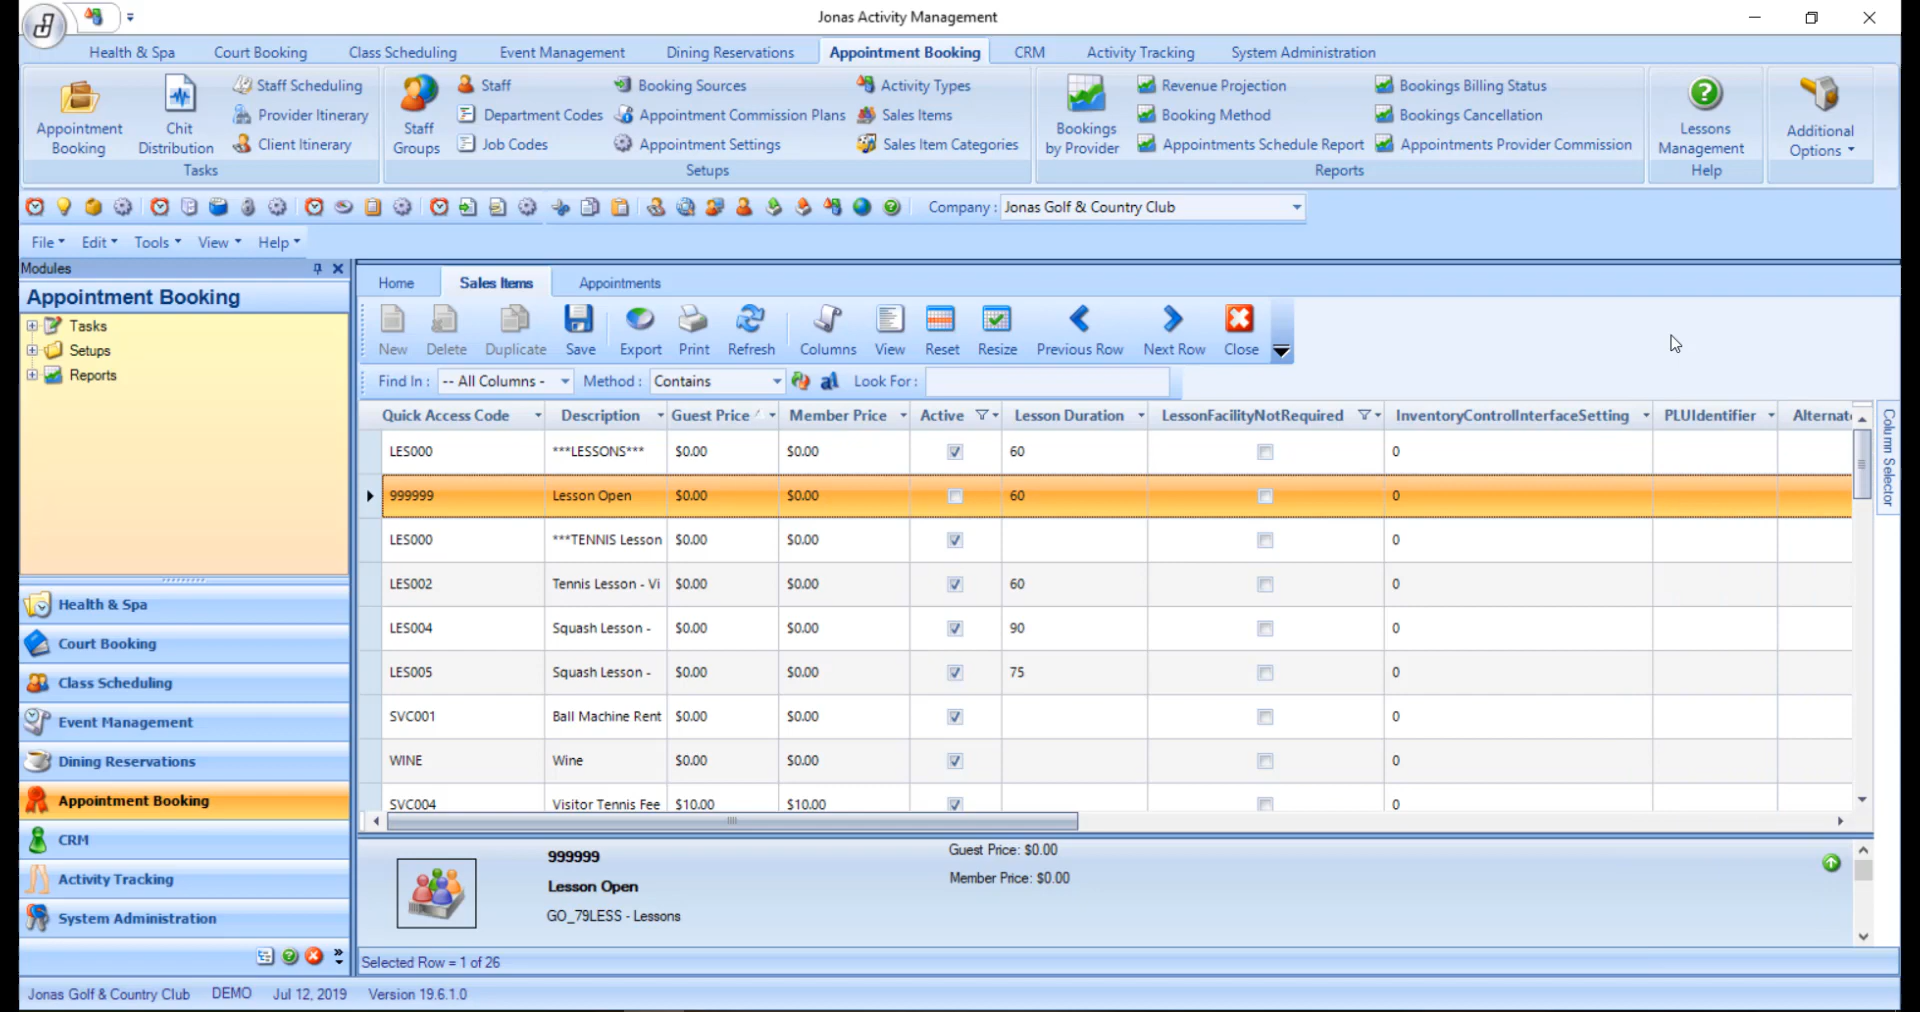 Jonas Activity Management
Health & Spa Court Booking Class Scheduling Event Management Dining Reservations Appointment Booking CRM Activity Tracking System Administration
Staff Scheduling Staff Booking Sources Activity Types Revenue Projection Bookings Billing Status
Provider Itinerary Department Codes Appointment Commission Plans Sales Items Booking Method Bookings Cancellation
Appointment Booking Chit Distribution Client Itinerary Staff Groups Job Codes Appointment Settings Sales Item Categories Bookings by Provider Appointments Schedule Report Appointments Provider Commission Lessons Management Additional Options
Tasks Setups Reports Help
Company : Jonas Golf & Country Club
File Edit Tools View Help
Modules
Appointment Booking
Tasks
Setups
Reports
Health & Spa
Court Booking
Class Scheduling
Event Management
Dining Reservations
Appointment Booking
CRM
Activity Tracking
System Administration
Home Sales Items Appointments
New Delete Duplicate Save Export Print Refresh Columns View Reset Resize Previous Row Next Row Close
Find In : -- All Columns - Method : Contains Look For :
Quick Access Code Description Guest Price Member Price Active Lesson Duration LessonFacilityNotRequired InventoryControlInterfaceSetting PLUIdentifier Alternat
LES000 ***LESSONS*** $0.00 $0.00 60 0
999999 Lesson Open $0.00 $0.00 60 0
LES000 ***TENNIS Lesson $0.00 $0.00 0
LES002 Tennis Lesson - Vi $0.00 $0.00 60 0
LES004 Squash Lesson - $0.00 $0.00 90 0
LES005 Squash Lesson - $0.00 $0.00 75 0
SVC001 Ball Machine Rent $0.00 $0.00 0
WINE Wine $0.00 $0.00 0
SVC004 Visitor Tennis Fee $10.00 $10.00 0
Column Selector
999999
Lesson Open
GO_79LESS - Lessons
Guest Price: $0.00
Member Price: $0.00
Selected Row = 1 of 26
Jonas Golf & Country Club DEMO Jul 12, 2019 Version 19.6.1.0